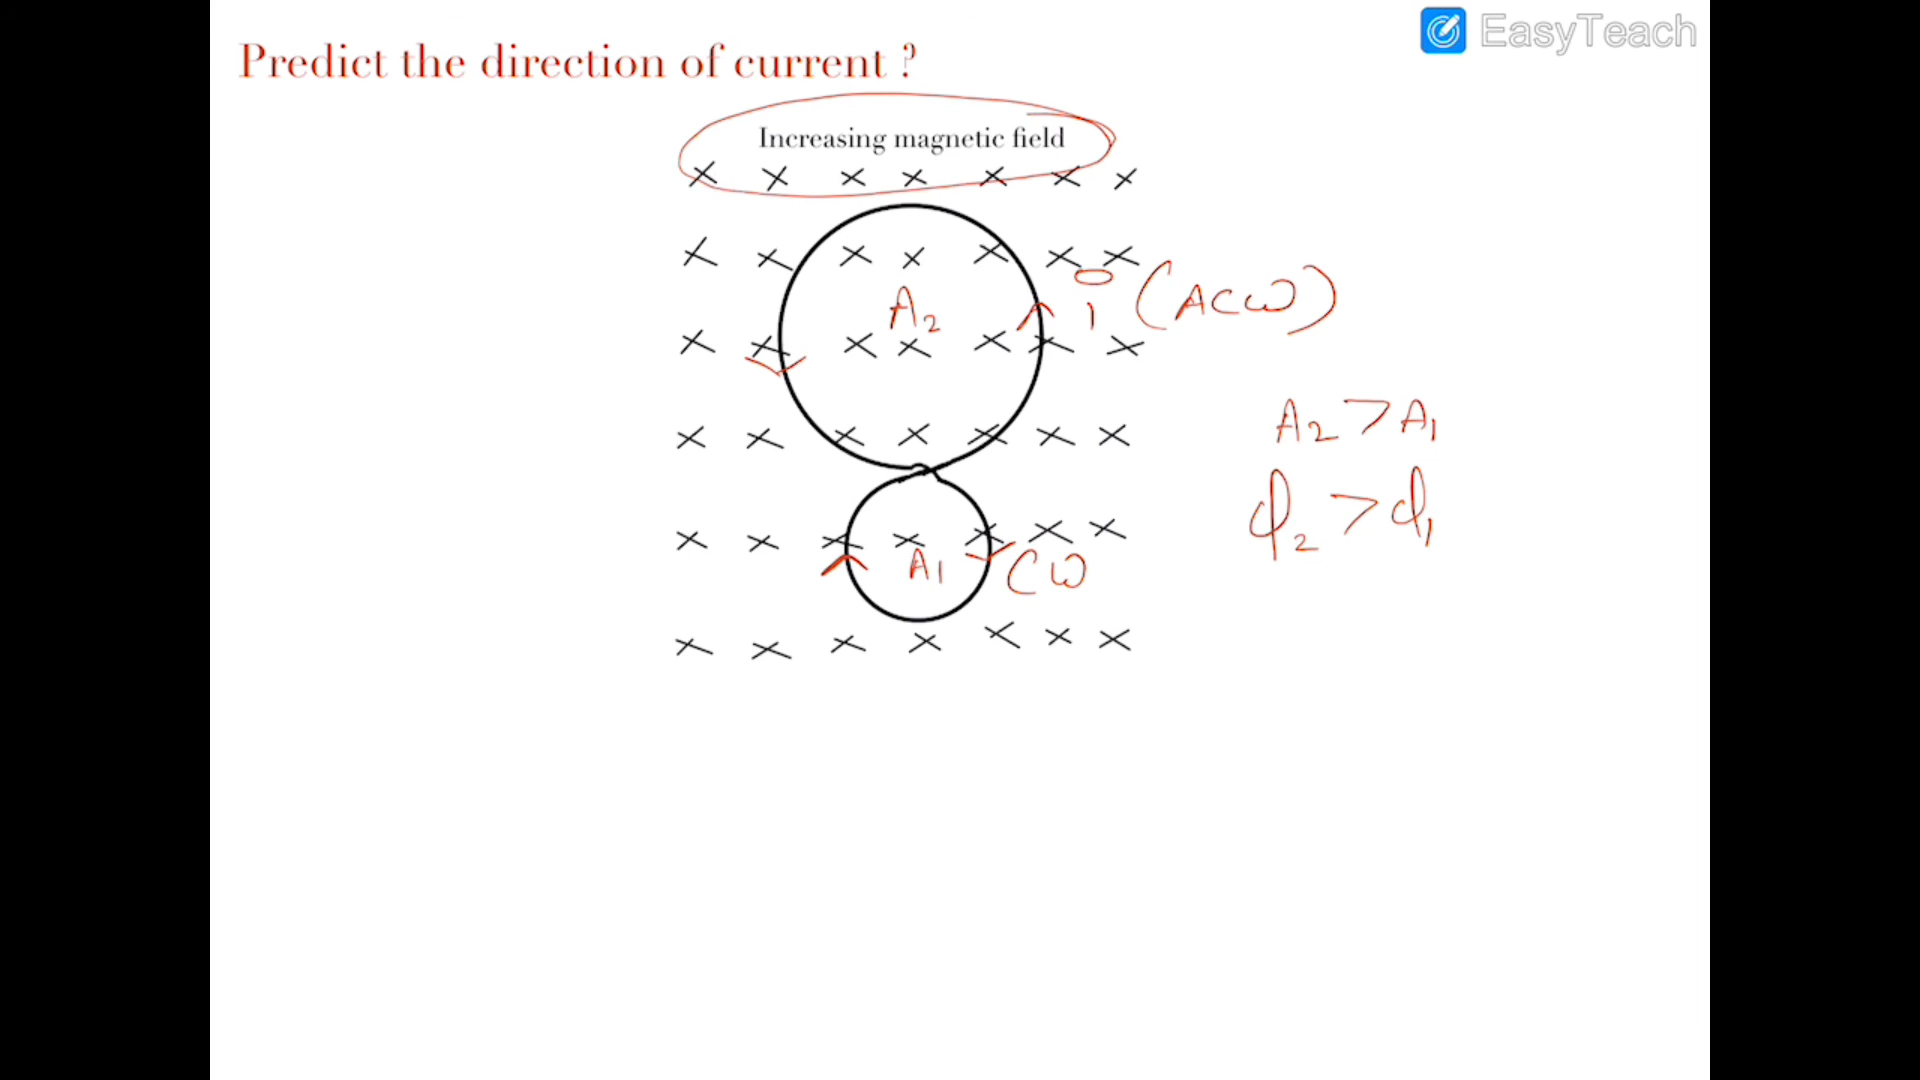 EasyTeach
Predict the direction of current ?
Increasing magnetic field
A2
i (ACW)
A2 > A1
ϕ2 > ϕ1
A1
CW